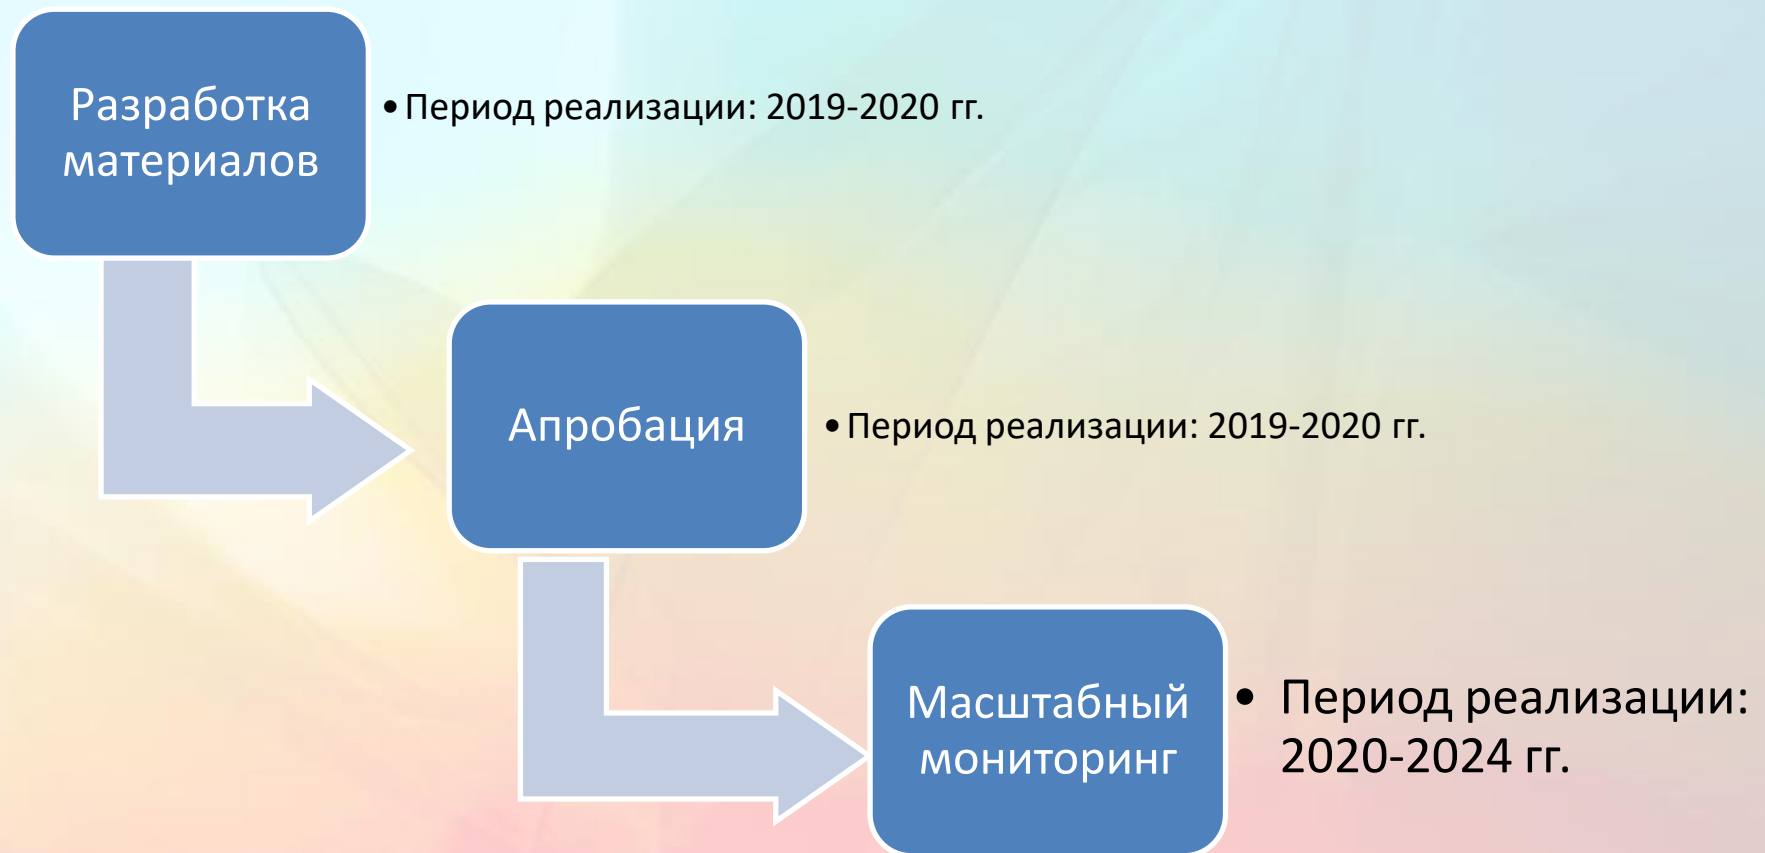 Разработка
материалов
• Период реализации: 2019-2020 гг.
Апробация
• Период реализации: 2019-2020 гг.
Масштабный
мониторинг
• Период реализации:
2020-2024 гг.